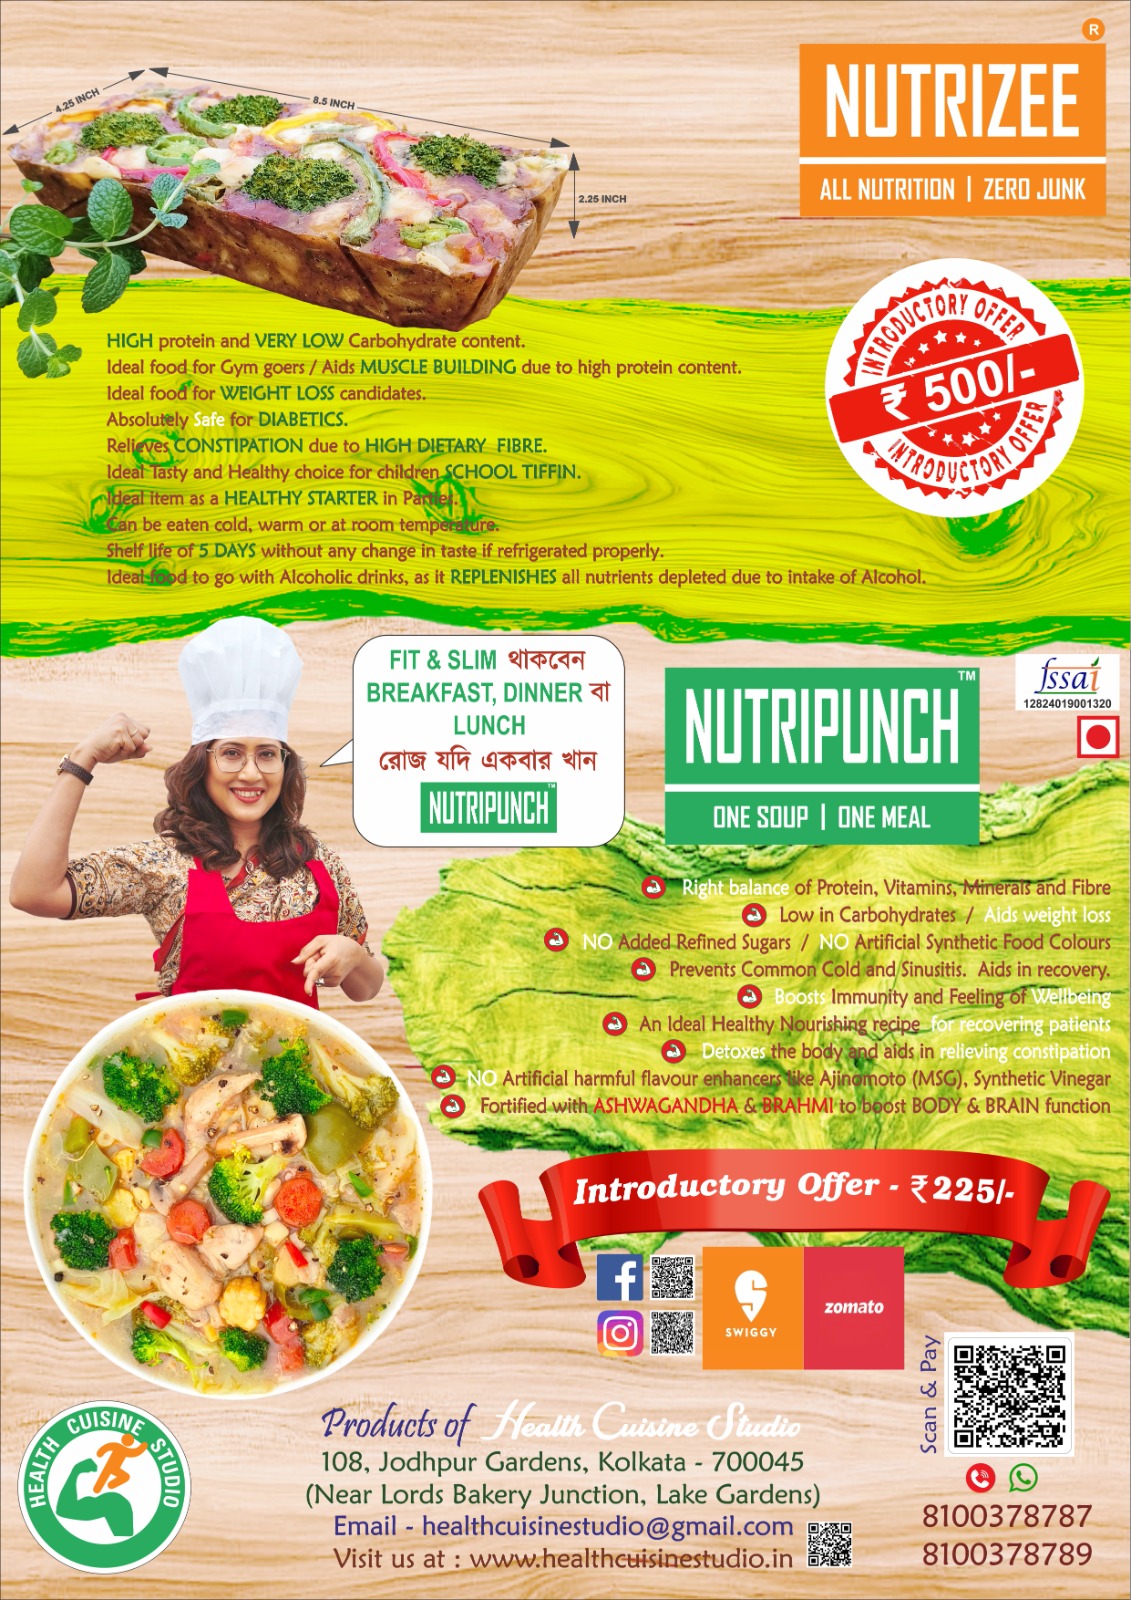 R
NUTRIZEE
ALL NUTRITION | ZERO JUNK
4.25 INCH
8.5 INCH
2.25 INCH
INTRODUCTORY OFFER
₹ 500/-
INTRODUCTORY OFFER
HIGH protein and VERY LOW Carbohydrate content.
Ideal food for Gym goers / Aids MUSCLE BUILDING due to high protein content.
Ideal food for WEIGHT LOSS candidates.
Absolutely Safe for DIABETICS.
Relieves CONSTIPATION due to HIGH DIETARY FIBRE.
Ideal Tasty and Healthy choice for children SCHOOL TIFFIN.
Ideal item as a HEALTHY STARTER in Parties.
Can be eaten cold, warm or at room temperature.
Shelf life of 5 DAYS without any change in taste if refrigerated properly.
Ideal food to go with Alcoholic drinks, as it REPLENISHES all nutrients depleted due to intake of Alcohol.
FIT & SLIM থাকবেন
BREAKFAST, DINNER বা
LUNCH
রোজ যদি একবার খান
NUTRIPUNCH™
NUTRIPUNCH™
ONE SOUP | ONE MEAL
fssai
12824019001320
Right balance of Protein, Vitamins, Minerals and Fibre
Low in Carbohydrates / Aids weight loss
NO Added Refined Sugars / NO Artificial Synthetic Food Colours
Prevents Common Cold and Sinusitis. Aids in recovery.
Boosts Immunity and Feeling of Wellbeing
An Ideal Healthy Nourishing recipe for recovering patients
Detoxes the body and aids in relieving constipation
NO Artificial harmful flavour enhancers like Ajinomoto (MSG), Synthetic Vinegar
Fortified with ASHWAGANDHA & BRAHMI to boost BODY & BRAIN function
Introductory Offer - ₹225/-
SWIGGY
zomato
Scan & Pay
HEALTH CUISINE STUDIO
Products of Health Cuisine Studio
108, Jodhpur Gardens, Kolkata - 700045
(Near Lords Bakery Junction, Lake Gardens)
Email - healthcuisinestudio@gmail.com
Visit us at : www.healthcuisinestudio.in
8100378787
8100378789